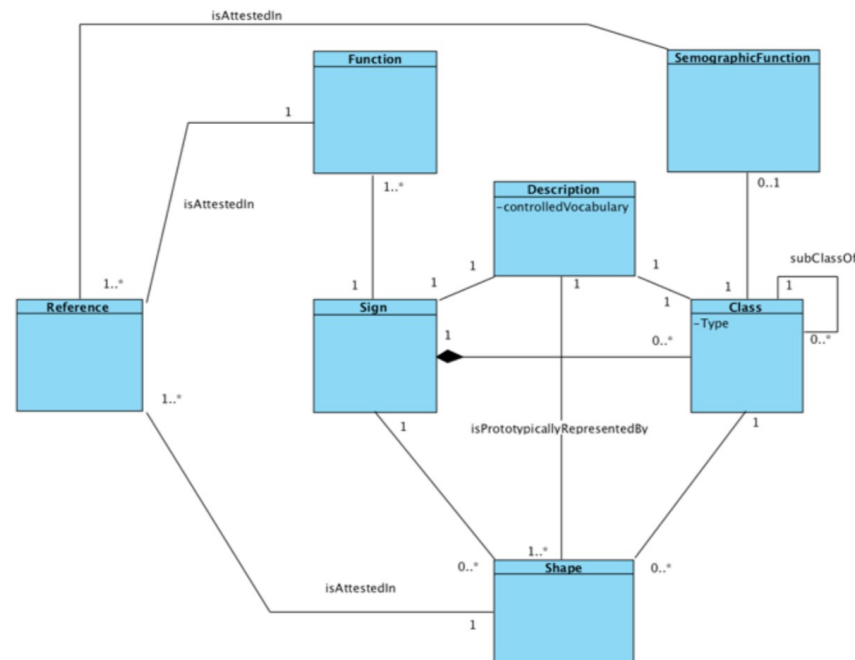 isAttestedIn
Function
SemographicFunction
1
0..1
1..*
isAttestedIn
Description
-controlledVocabulary
subClassOf
1
1
1
1
1
1
1
1..*
1
Reference
Sign
Class
-Type
1
0..*
0..*
1..*
1
isPrototypicallyRepresentedBy
1
0..*
1..*
0..*
Shape
isAttestedIn
1